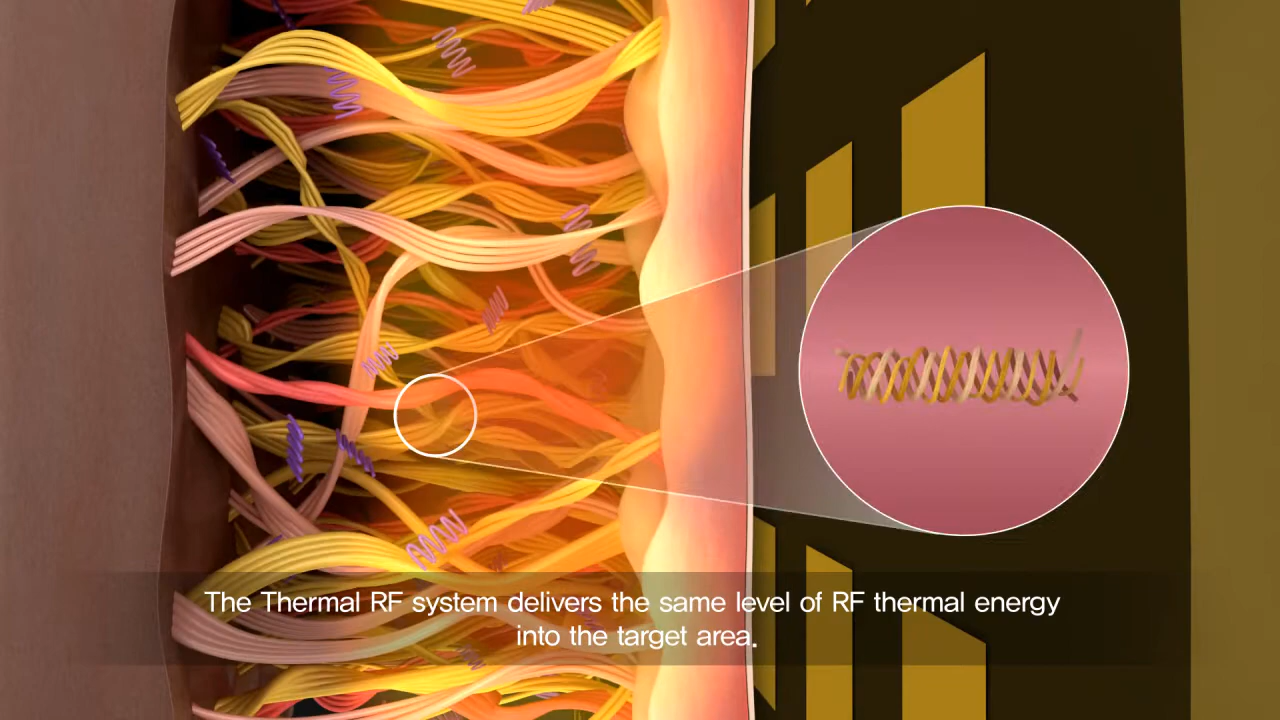 The Thermal RF system delivers the same level of RF thermal energy
into the target area.